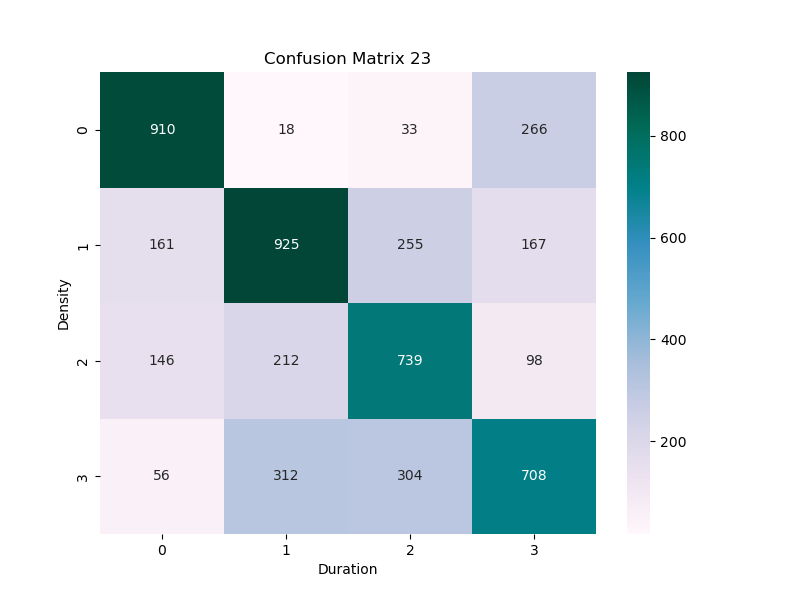 Confusion Matrix 23
0 910 18 33 266
1 161 925 255 167
2 146 212 739 98
3 56 312 304 708
0 1 2 3
Density
Duration
800
600
400
200